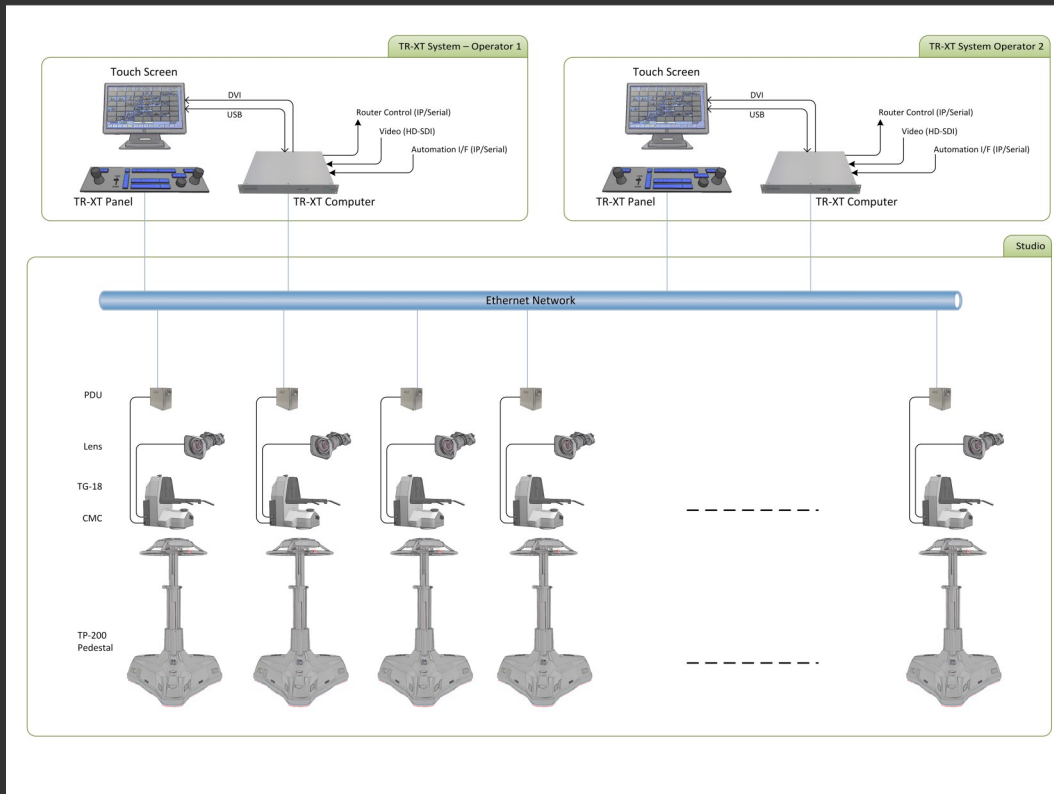 TR-XT System – Operator 1
Touch Screen
DVI
USB
Router Control (IP/Serial)
Video (HD-SDI)
Automation I/F (IP/Serial)
TR-XT Panel
TR-XT Computer
TR-XT System Operator 2
Touch Screen
DVI
USB
Router Control (IP/Serial)
Video (HD-SDI)
Automation I/F (IP/Serial)
TR-XT Panel
TR-XT Computer
Studio
Ethernet Network
PDU
Lens
TG-18
CMC
TP-200
Pedestal